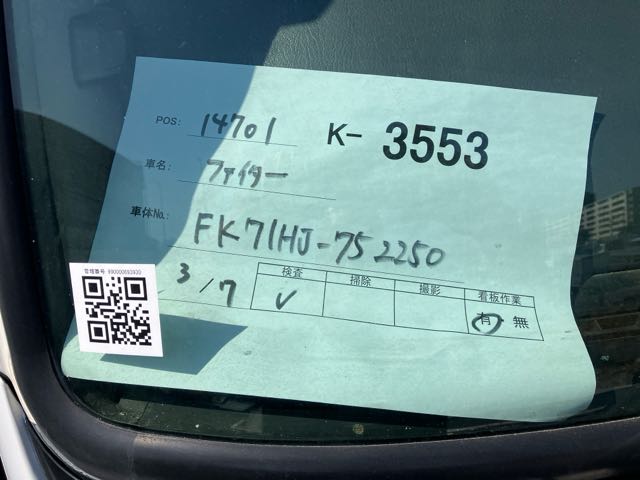 POS: 14701 K- 3553
車名: ファイター
車体No.: FK71HJ-752250
3/7
検査 掃除 撮影 看板作業
✓ 有・無
管理番号